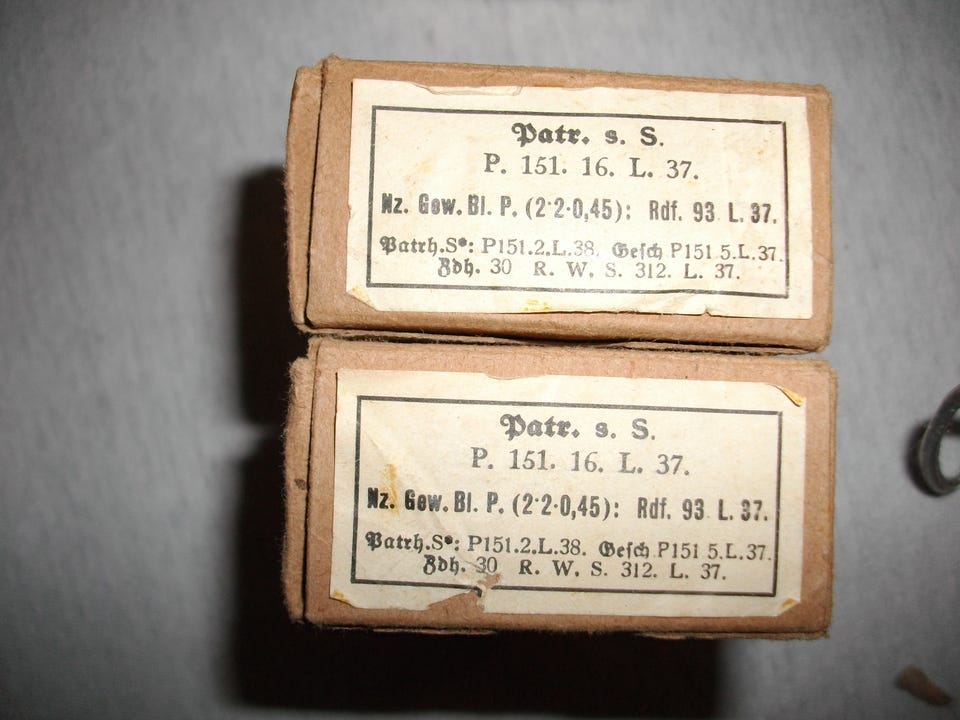 Patr. s. S.
P. 151. 16. L. 37.
Nz. Gew. Bl. P. (2·2·0,45): Rdf. 93 L. 37.
Patrh.S*: P151.2.L.38. Gesch P151 5.L.37.
Zdh. 30 R. W. S. 312. L. 37.
Patr. s. S.
P. 151. 16. L. 37.
Nz. Gew. Bl. P. (2·2·0,45): Rdf. 93 L. 37.
Patrh.S*: P151.2.L.38. Gesch P151 5.L.37.
Zdh. 30 R. W. S. 312. L. 37.